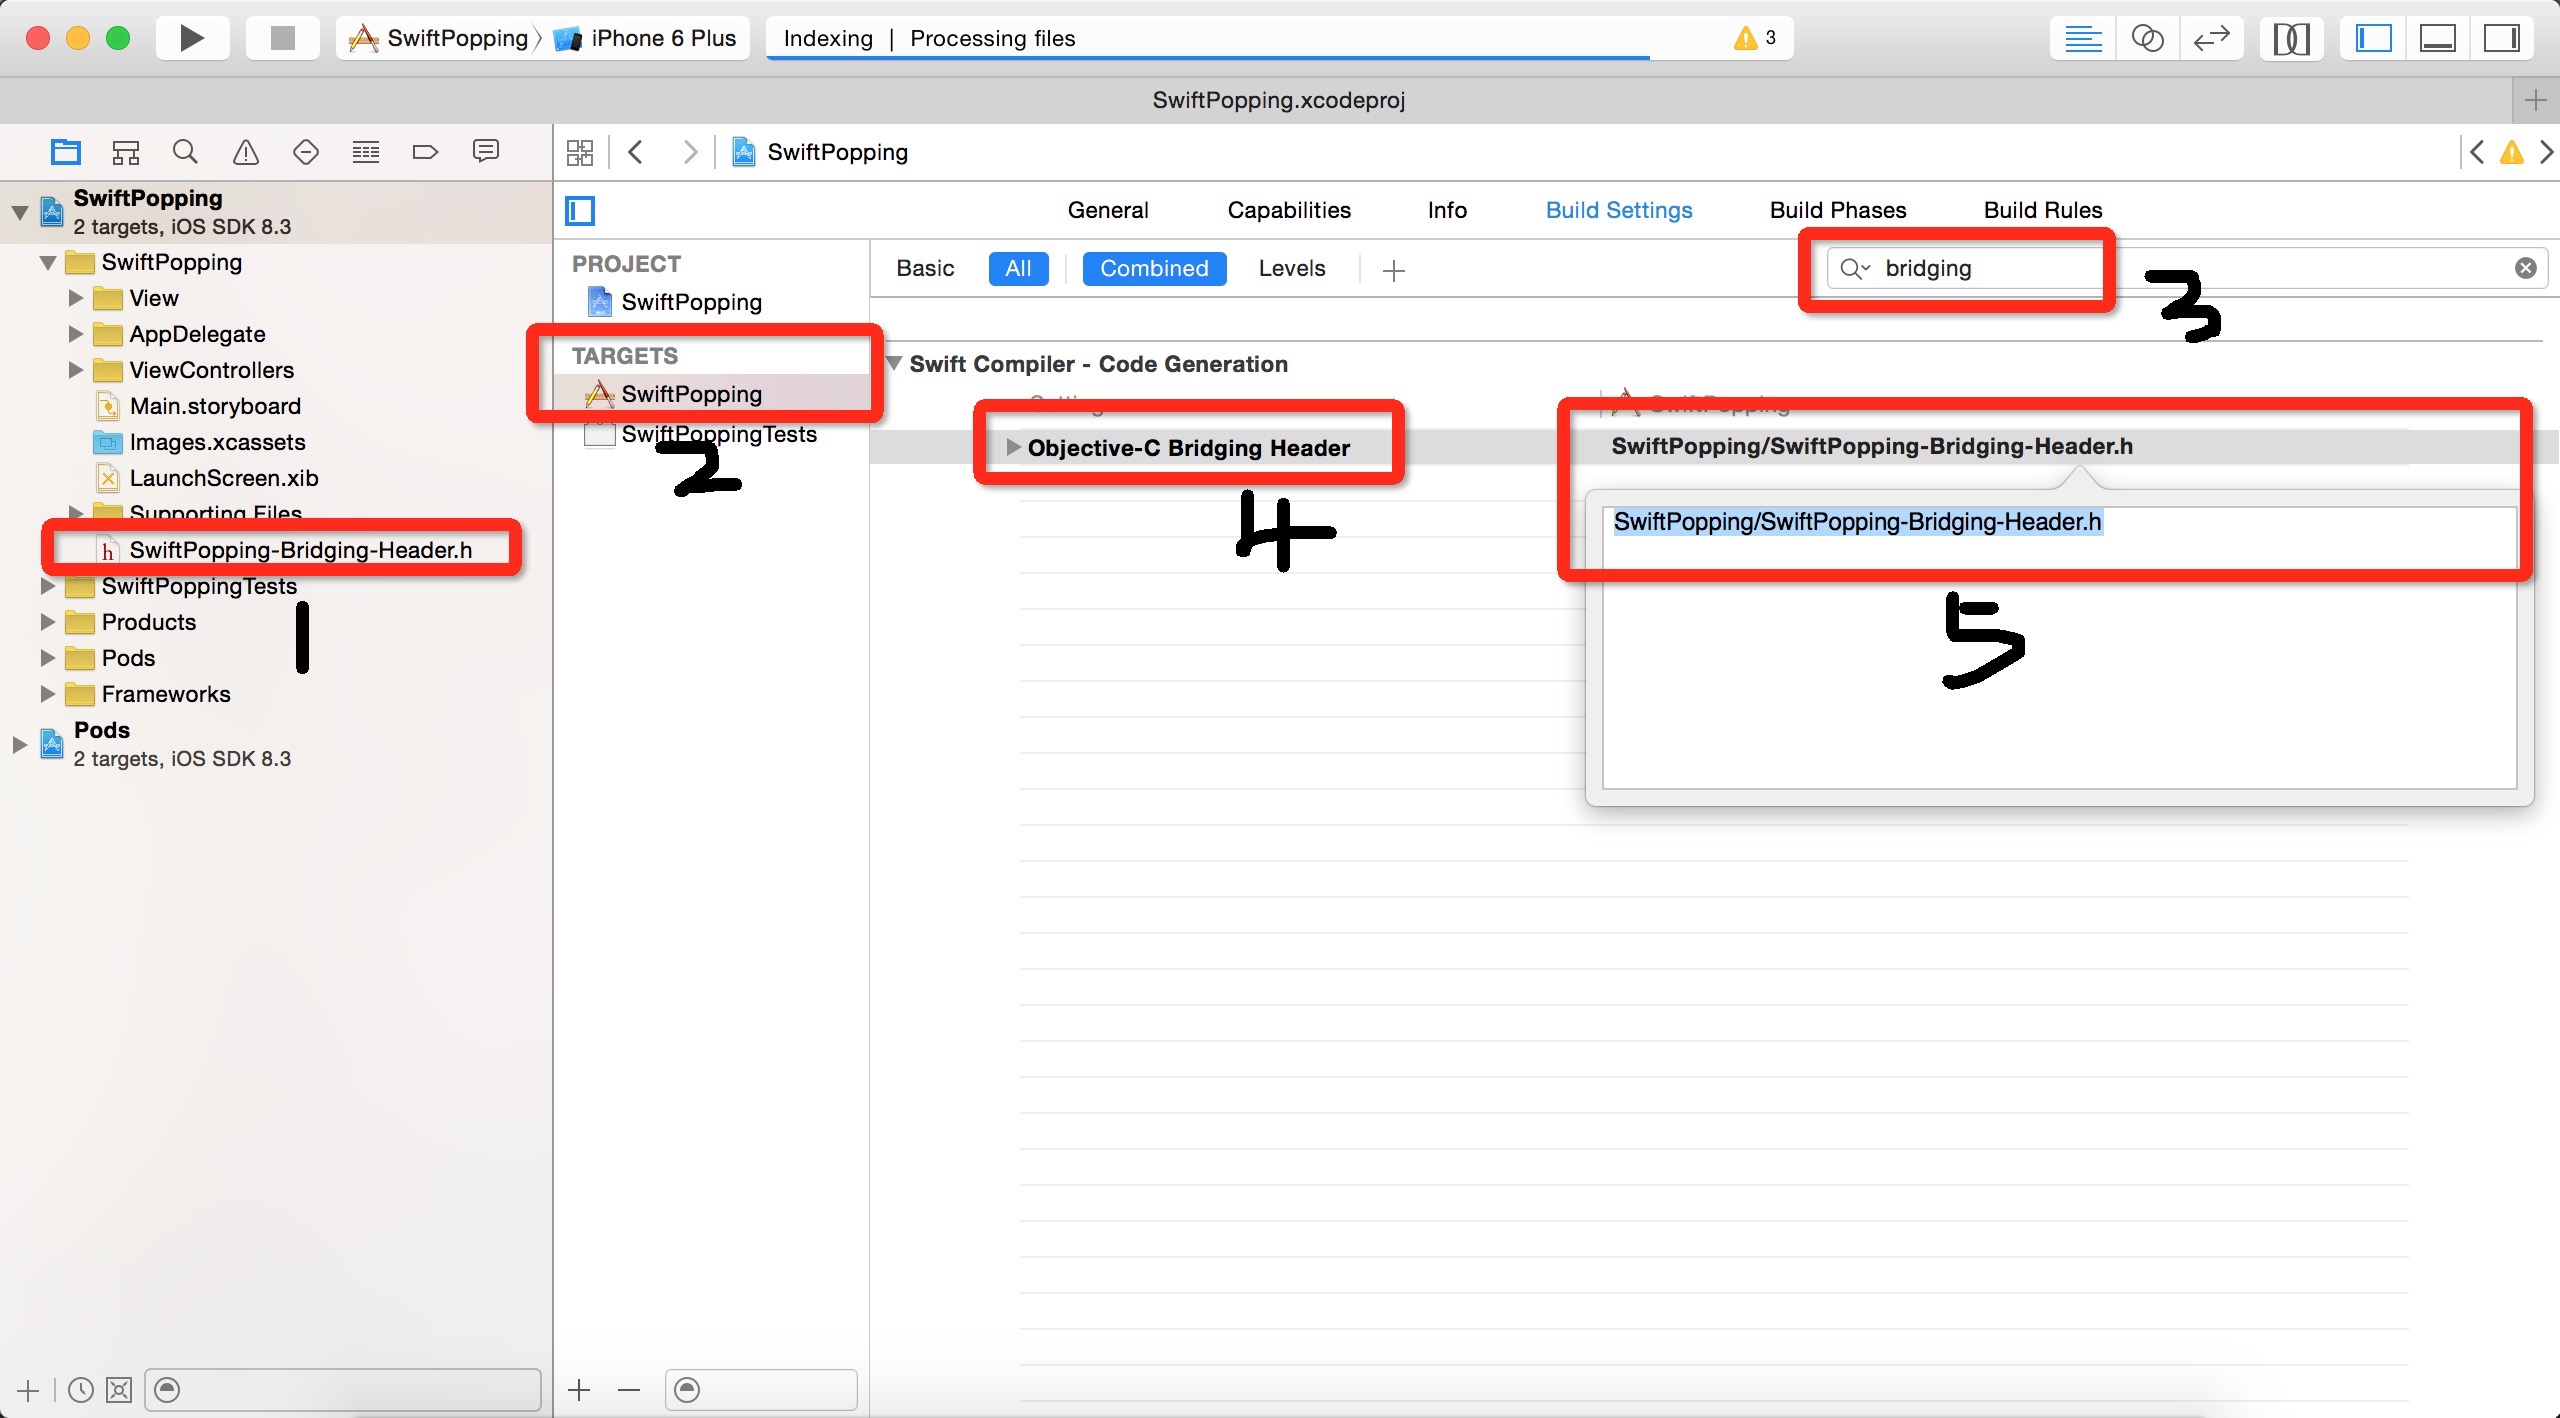 SwiftPopping iPhone 6 Plus
Indexing | Processing files
3
SwiftPopping.xcodeproj
SwiftPopping
SwiftPopping
2 targets, iOS SDK 8.3
SwiftPopping
View
AppDelegate
ViewControllers
Main.storyboard
Images.xcassets
LaunchScreen.xib
Supporting Files
SwiftPopping-Bridging-Header.h
SwiftPoppingTests
Products
Pods
Frameworks
Pods
2 targets, iOS SDK 8.3
1
General Capabilities Info Build Settings Build Phases Build Rules
PROJECT
SwiftPopping
TARGETS
SwiftPopping
SwiftPoppingTests
2
Basic All Combined Levels
bridging
3
Swift Compiler - Code Generation
Setting SwiftPopping
Objective-C Bridging Header SwiftPopping/SwiftPopping-Bridging-Header.h
4
SwiftPopping/SwiftPopping-Bridging-Header.h
5